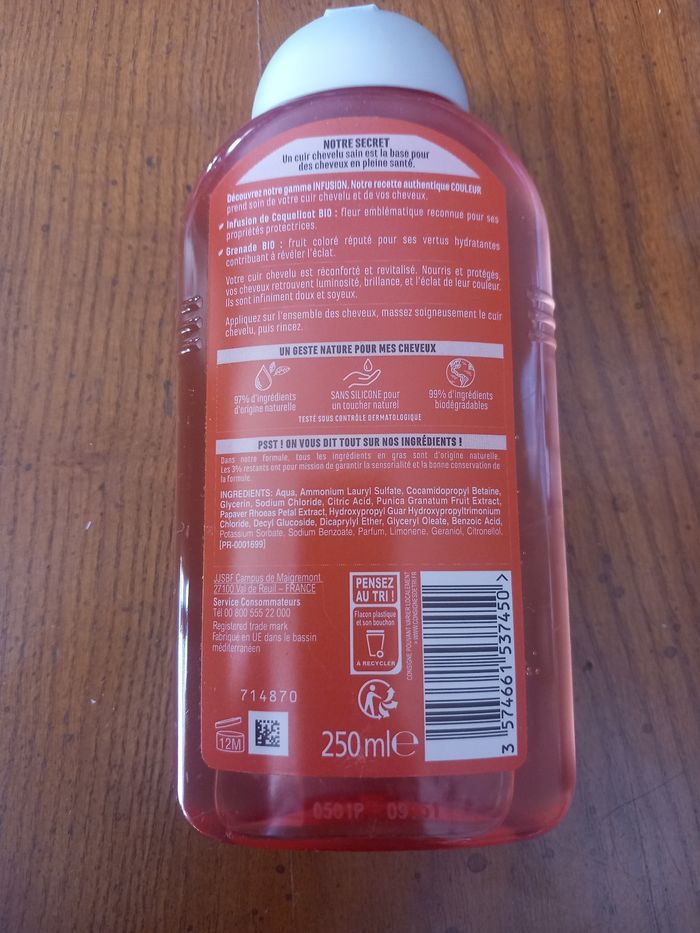 NOTRE SECRET
Un cuir chevelu sain est la base pour
des cheveux en pleine santé.
Découvrez notre gamme INFUSION. Notre recette authentique COULEUR
prend soin de votre cuir chevelu et de vos cheveux.
Infusion de Coquelicot BIO : fleur emblématique reconnue pour ses
propriétés protectrices.
Grenade BIO : fruit coloré réputé pour ses vertus hydratantes
contribuant à révéler l'éclat.
Votre cuir chevelu est réconforté et revitalisé. Nourris et protégés,
vos cheveux retrouvent luminosité, brillance, et l'éclat de leur couleur.
Ils sont infiniment doux et soyeux.
Appliquez sur l'ensemble des cheveux, massez soigneusement le cuir
chevelu, puis rincez.
UN GESTE NATURE POUR MES CHEVEUX
97% d'ingrédients
d'origine naturelle
SANS SILICONE pour
un toucher naturel
99% d'ingrédients
biodégradables
TESTÉ SOUS CONTRÔLE DERMATOLOGIQUE
PSST ! ON VOUS DIT TOUT SUR NOS INGRÉDIENTS !
Dans notre formule, tous les ingrédients en gras sont d'origine naturelle.
Les 3% restants ont pour mission de garantir la sensorialité et la bonne conservation de
la formule.
INGREDIENTS: Aqua, Ammonium Lauryl Sulfate, Cocamidopropyl Betaine,
Glycerin, Sodium Chloride, Citric Acid, Punica Granatum Fruit Extract,
Papaver Rhoeas Petal Extract, Hydroxypropyl Guar Hydroxypropyltrimonium
Chloride, Decyl Glucoside, Dicaprylyl Ether, Glyceryl Oleate, Benzoic Acid,
Potassium Sorbate, Sodium Benzoate, Parfum, Limonene, Geraniol, Citronellol.
[PR-0001699]
JJSBF Campus de Maigremont
27100 Val de Reuil – FRANCE
Service Consommateurs
Tél 00 800 555 22 000
Registered trade mark
Fabriqué en UE dans le bassin
méditerranéen
714870
12M
PENSEZ
AU TRI !
Flacon plastique
et son bouchon
À RECYCLER
CONSIGNE POUVANT VARIER LOCALEMENT
> WWW.CONSIGNESDETRI.FR
250 ml e
3 574661 537450 >
0501P